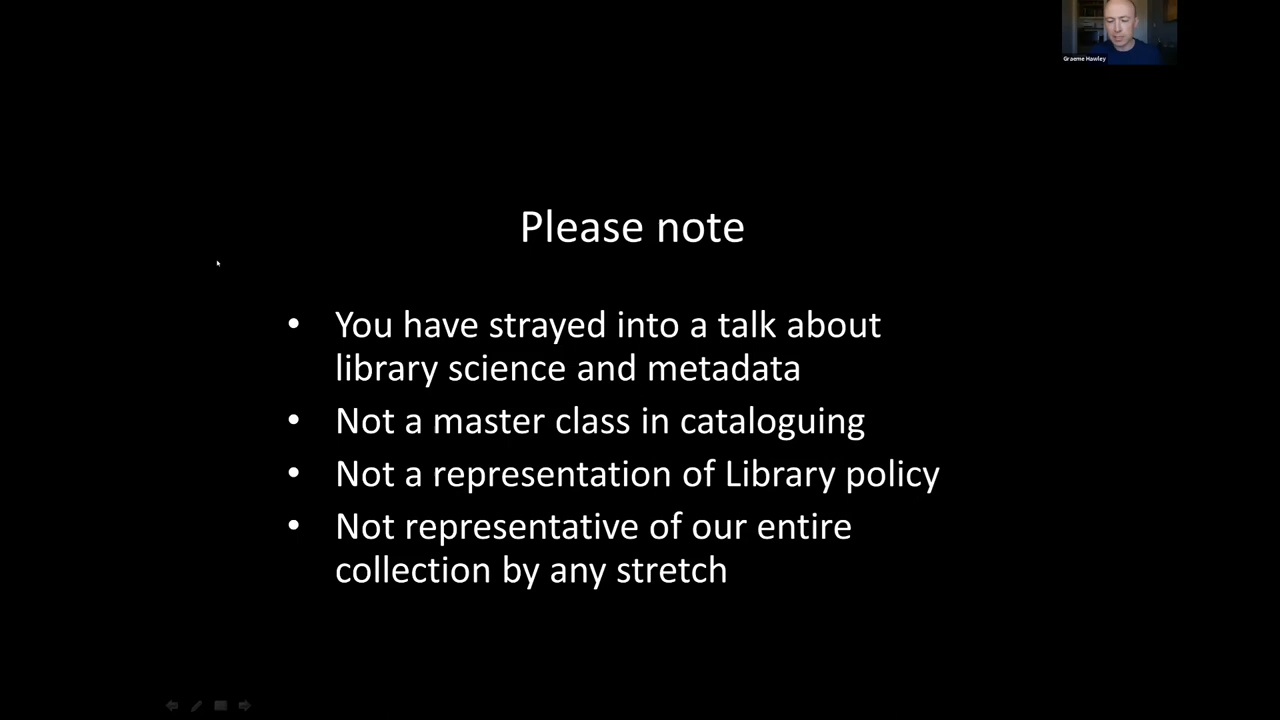 Graeme Hawley
Please note
• You have strayed into a talk about
library science and metadata
• Not a master class in cataloguing
• Not a representation of Library policy
• Not representative of our entire
collection by any stretch